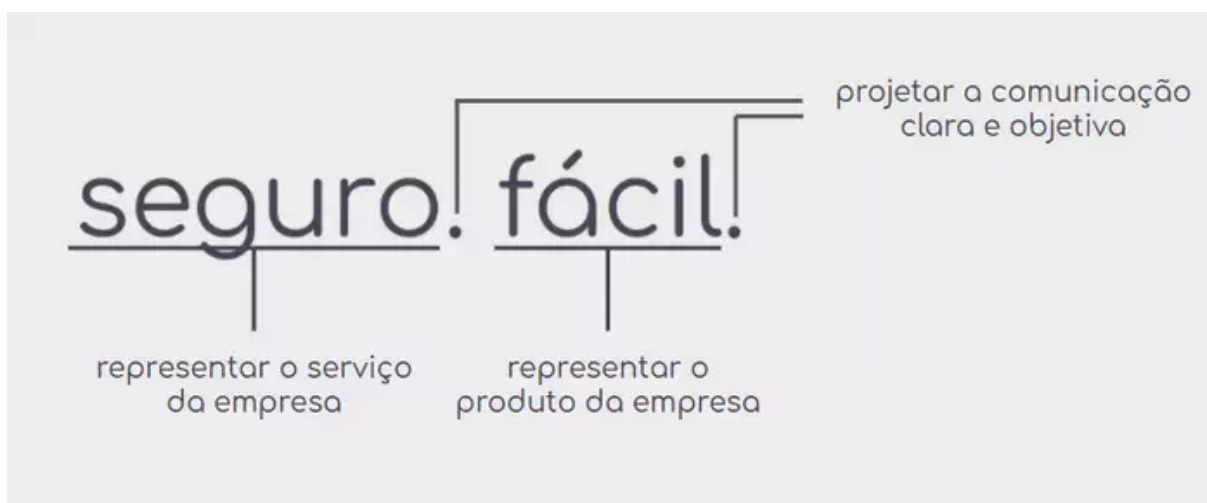 projetar a comunicação
clara e objetiva
seguro. fácil.
representar o serviço
da empresa
representar o
produto da empresa